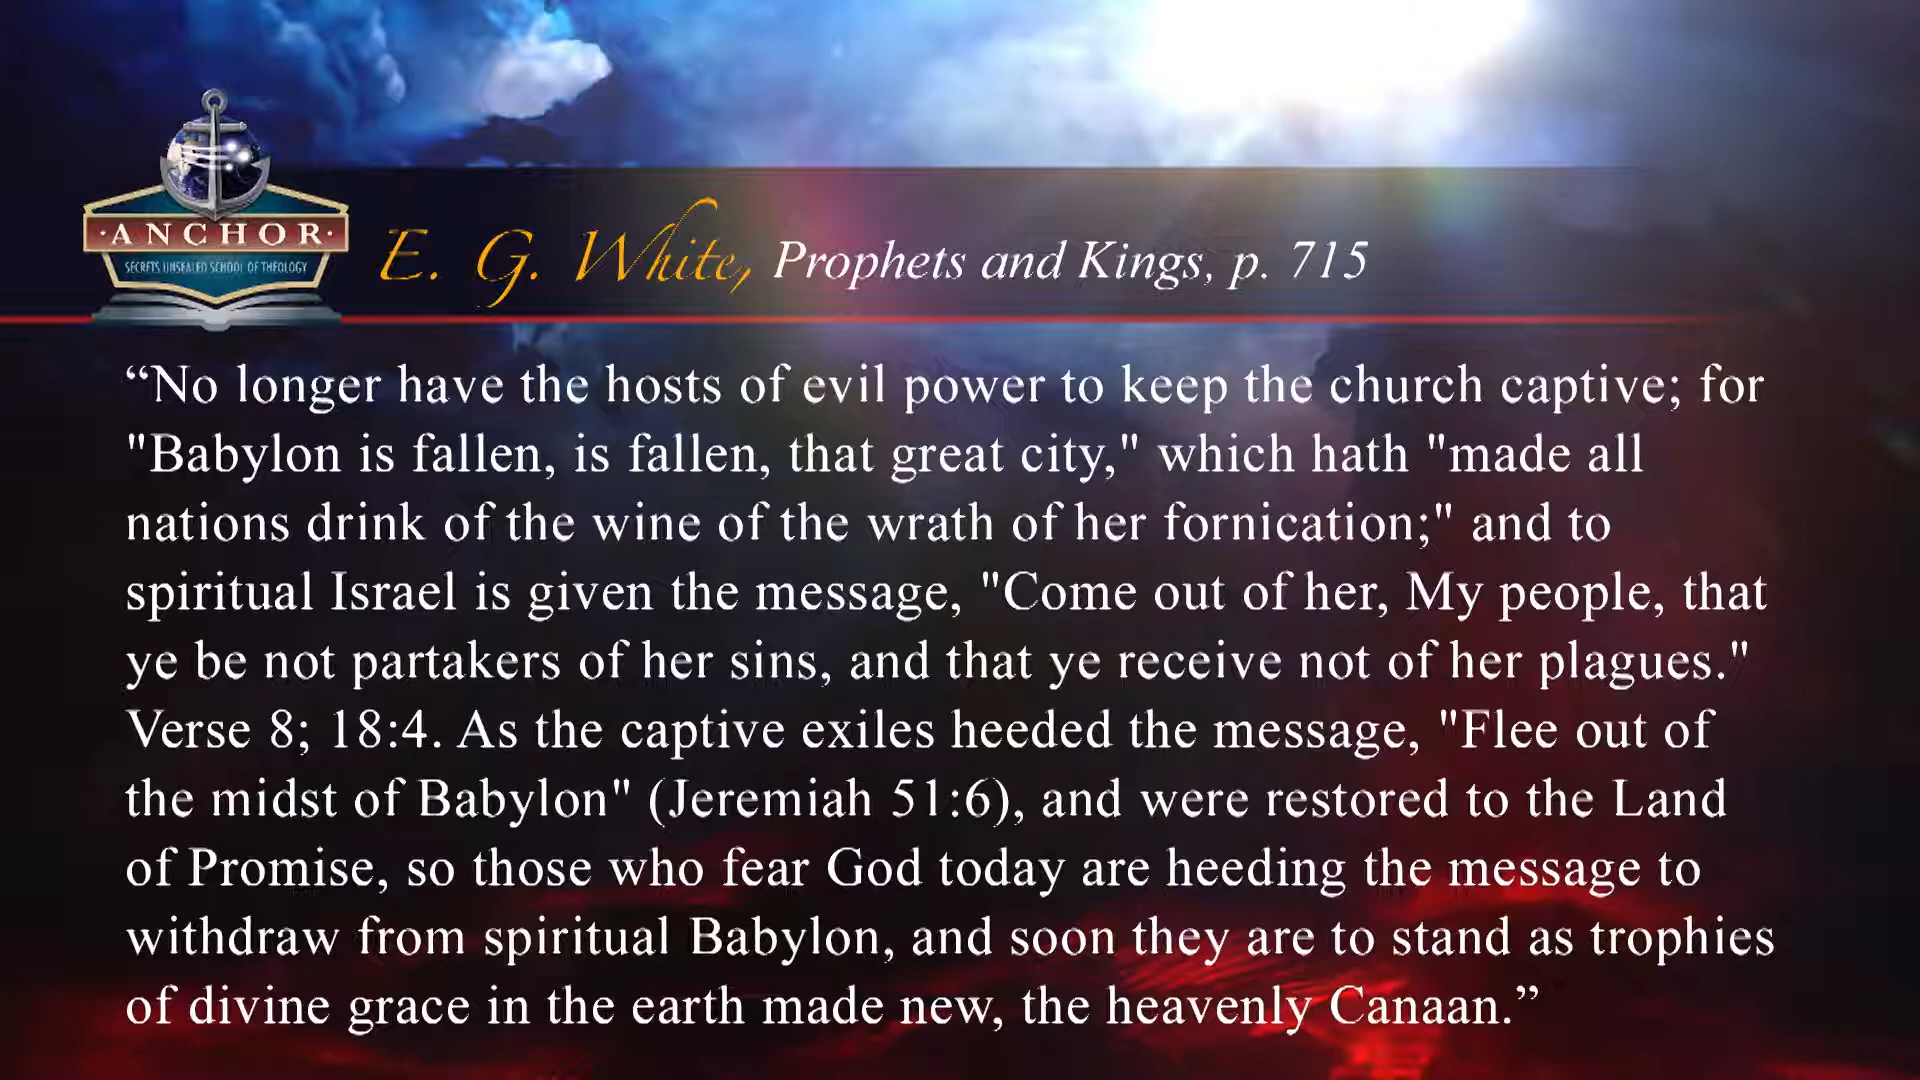 ·ANCHOR·
SECRETS UNSEALED SCHOOL OF THEOLOGY
E. G. White, Prophets and Kings, p. 715
“No longer have the hosts of evil power to keep the church captive; for
"Babylon is fallen, is fallen, that great city," which hath "made all
nations drink of the wine of the wrath of her fornication;" and to
spiritual Israel is given the message, "Come out of her, My people, that
ye be not partakers of her sins, and that ye receive not of her plagues."
Verse 8; 18:4. As the captive exiles heeded the message, "Flee out of
the midst of Babylon" (Jeremiah 51:6), and were restored to the Land
of Promise, so those who fear God today are heeding the message to
withdraw from spiritual Babylon, and soon they are to stand as trophies
of divine grace in the earth made new, the heavenly Canaan.”